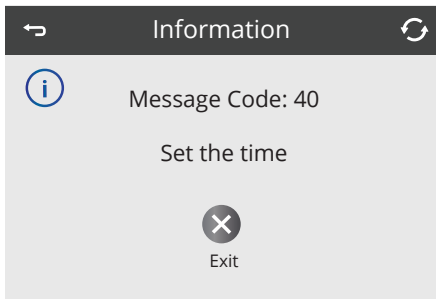 Information
i
Message Code: 40
Set the time
Exit